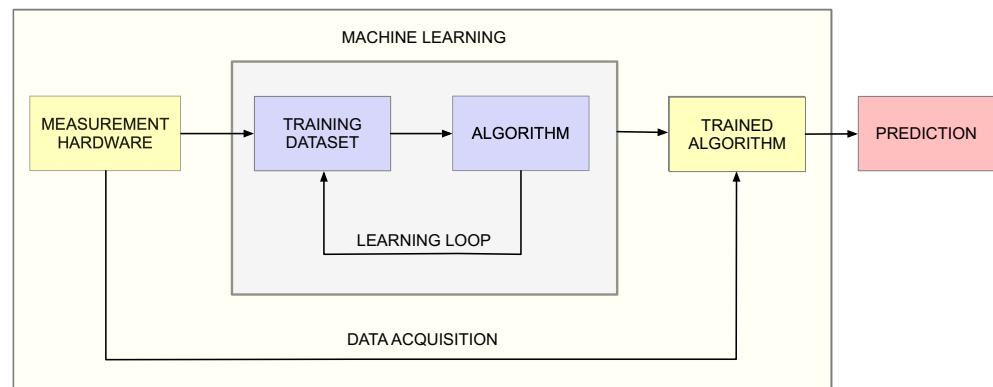 MACHINE LEARNING
MEASUREMENT
HARDWARE
TRAINING
DATASET
ALGORITHM
TRAINED
ALGORITHM
PREDICTION
LEARNING LOOP
DATA ACQUISITION